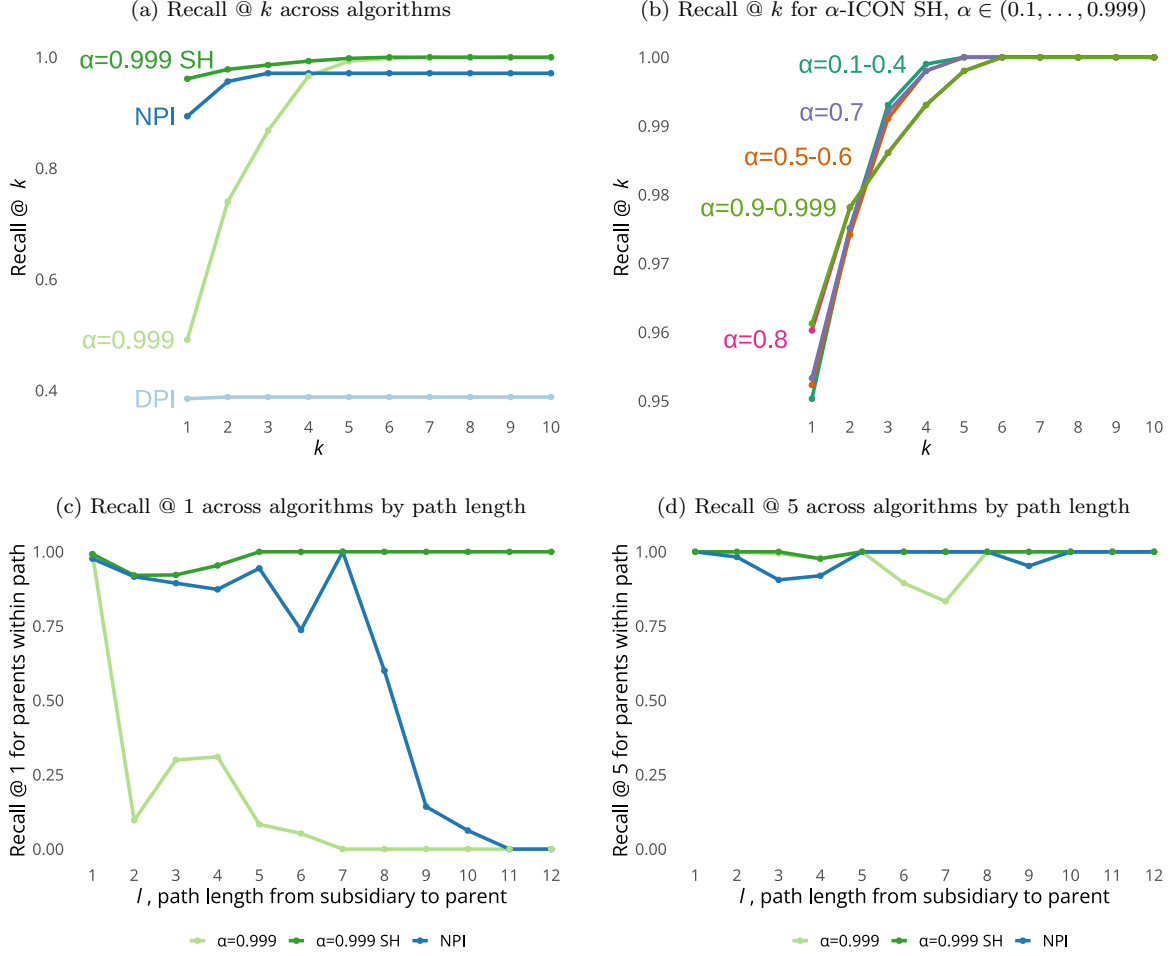 (a) Recall @ k across algorithms
1.0
0.8
0.6
0.4
Recall @ k
α=0.999 SH
NPI
α=0.999
DPI
1 2 3 4 5 6 7 8 9 10
k
(b) Recall @ k for α-ICON SH, α ∈ (0.1, . . . , 0.999)
1.00
0.99
0.98
0.97
0.96
0.95
Recall @ k
α=0.1-0.4
α=0.7
α=0.5-0.6
α=0.9-0.999
α=0.8
1 2 3 4 5 6 7 8 9 10
k
(c) Recall @ 1 across algorithms by path length
1.00
0.75
0.50
0.25
0.00
Recall @ 1 for parents within path
1 2 3 4 5 6 7 8 9 10 11 12
l , path length from subsidiary to parent
α=0.999 α=0.999 SH NPI
(d) Recall @ 5 across algorithms by path length
1.00
0.75
0.50
0.25
0.00
Recall @ 5 for parents within path
1 2 3 4 5 6 7 8 9 10 11 12
l , path length from subsidiary to parent
α=0.999 α=0.999 SH NPI